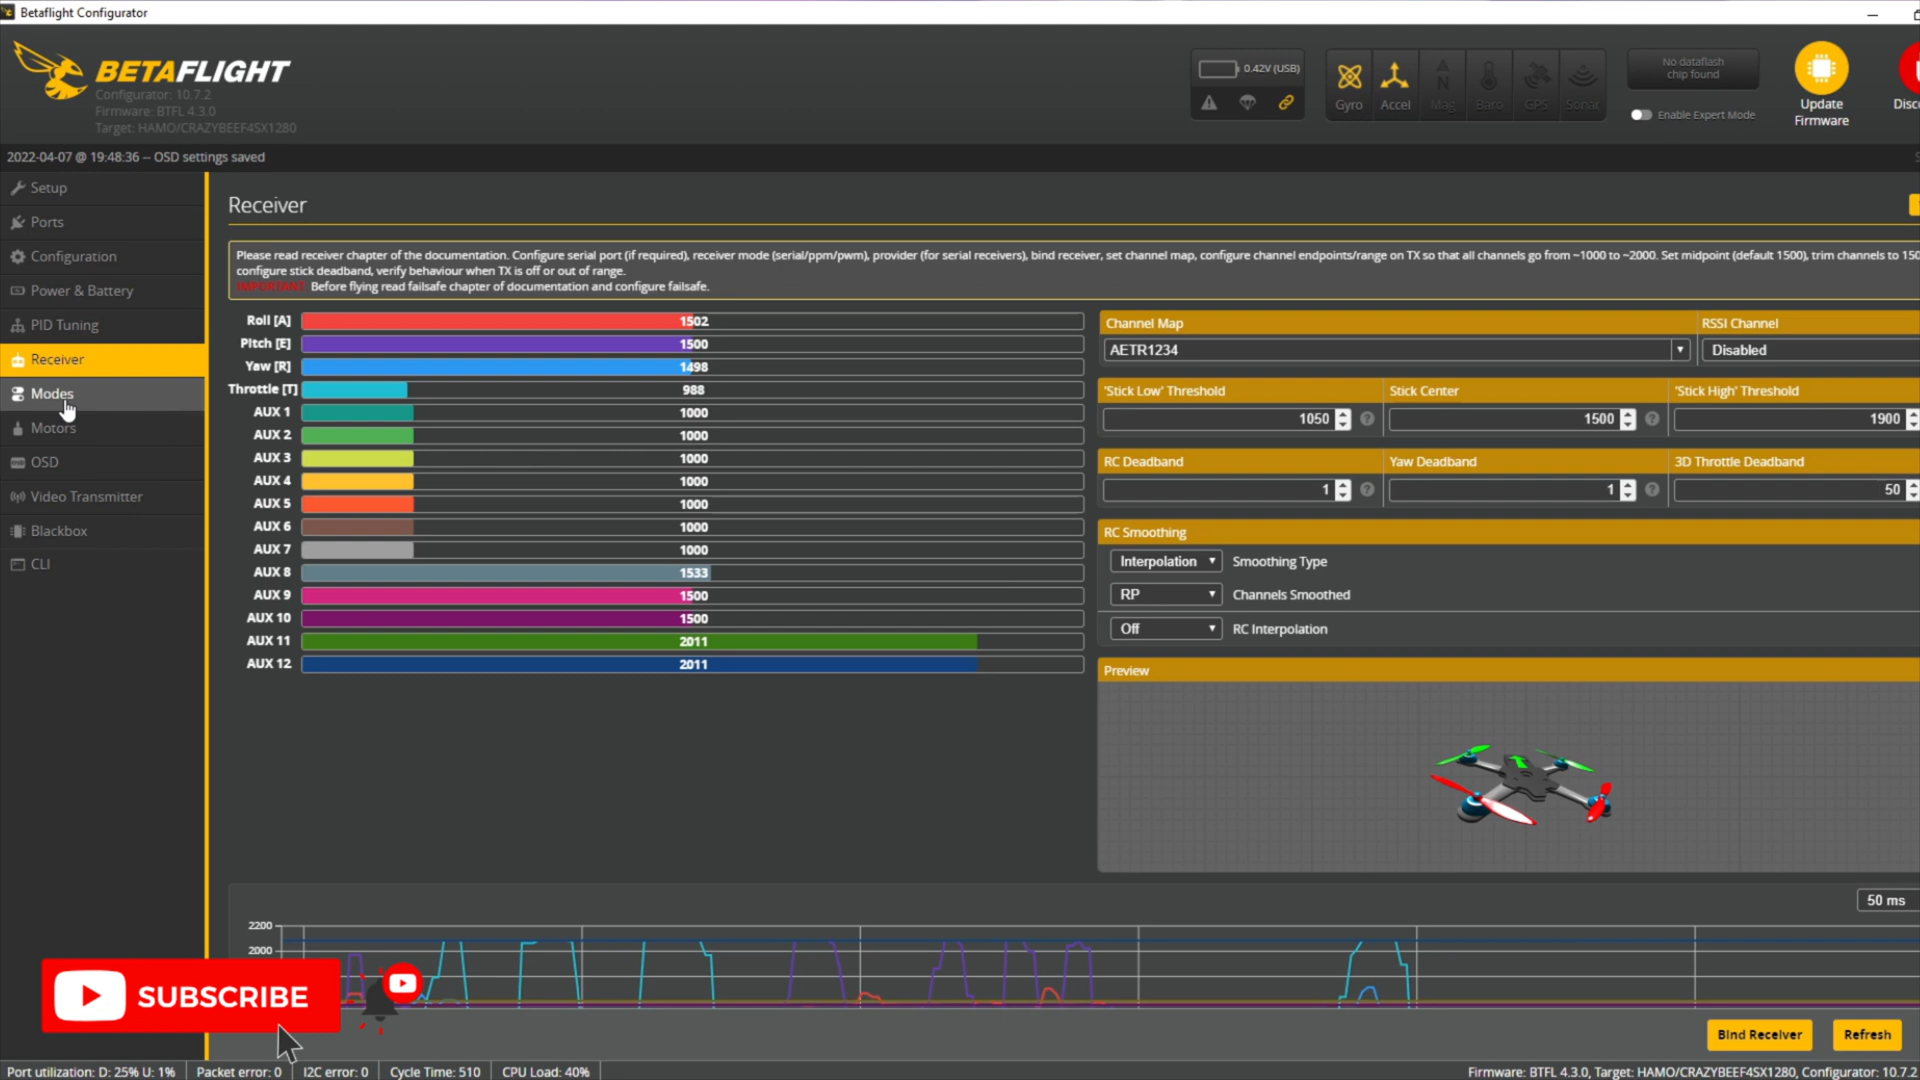 Betaflight Configurator
BETAFLIGHT
Configurator: 10.7.2
Firmware: BTFL 4.3.0
Target: HAMO/CRAZYBEEF4SX1280
0.42V (USB)
Gyro
Accel
Mag
Baro
GPS
Sonar
No dataflash
chip found
Enable Expert Mode
Update
Firmware
Disc
2022-04-07 @ 19:48:36 -- OSD settings saved
Setup
Ports
Configuration
Power & Battery
PID Tuning
Receiver
Modes
Motors
OSD
Video Transmitter
Blackbox
CLI
Receiver
Please read receiver chapter of the documentation. Configure serial port (if required), receiver mode (serial/ppm/pwm), provider (for serial receivers), bind receiver, set channel map, configure channel endpoints/range on TX so that all channels go from ~1000 to ~2000. Set midpoint (default 1500), trim channels to 150
configure stick deadband, verify behaviour when TX is off or out of range.
IMPORTANT: Before flying read failsafe chapter of documentation and configure failsafe.
Roll [A] 1502
Pitch [E] 1500
Yaw [R] 1498
Throttle [T] 988
AUX 1 1000
AUX 2 1000
AUX 3 1000
AUX 4 1000
AUX 5 1000
AUX 6 1000
AUX 7 1000
AUX 8 1533
AUX 9 1500
AUX 10 1500
AUX 11 2011
AUX 12 2011
Channel Map RSSI Channel
AETR1234 Disabled
'Stick Low' Threshold Stick Center 'Stick High' Threshold
1050 1500 1900
RC Deadband Yaw Deadband 3D Throttle Deadband
1 1 50
RC Smoothing
Interpolation Smoothing Type
RP Channels Smoothed
Off RC Interpolation
Preview
50 ms
2200
2000
SUBSCRIBE
Bind Receiver Refresh
Port utilization: D: 25% U: 1% Packet error: 0 I2C error: 0 Cycle Time: 510 CPU Load: 40% Firmware: BTFL 4.3.0, Target: HAMO/CRAZYBEEF4SX1280, Configurator: 10.7.2